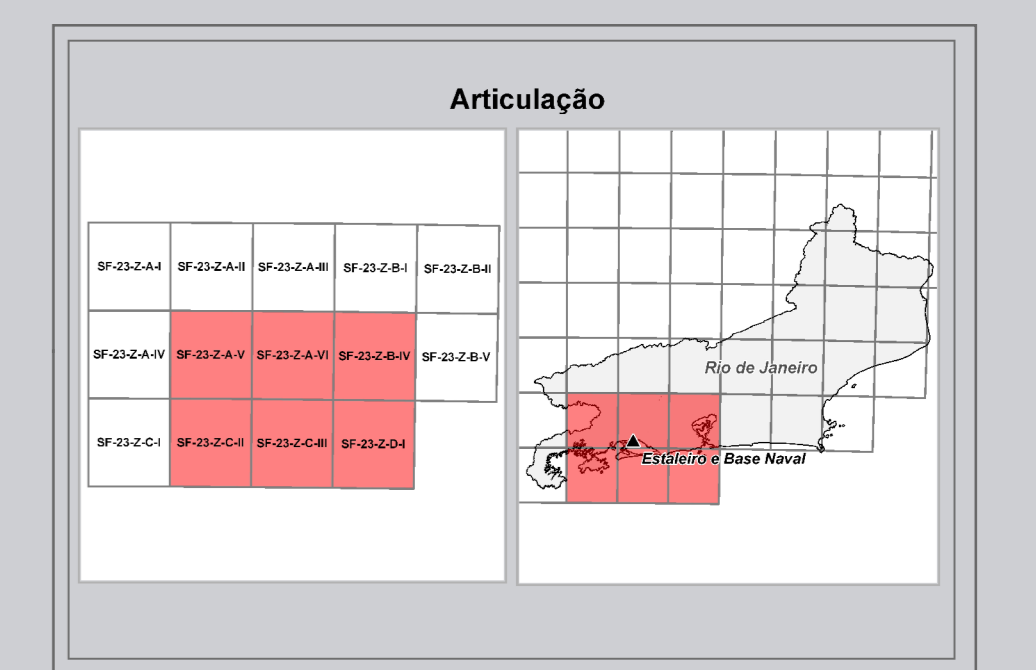 Articulação
SF-23-Z-A-I SF-23-Z-A-II SF-23-Z-A-III SF-23-Z-B-I SF-23-Z-B-II
SF-23-Z-A-IV SF-23-Z-A-V SF-23-Z-A-VI SF-23-Z-B-IV SF-23-Z-B-V
SF-23-Z-C-I SF-23-Z-C-II SF-23-Z-C-III SF-23-Z-D-I
Rio de Janeiro
Estaleiro e Base Naval